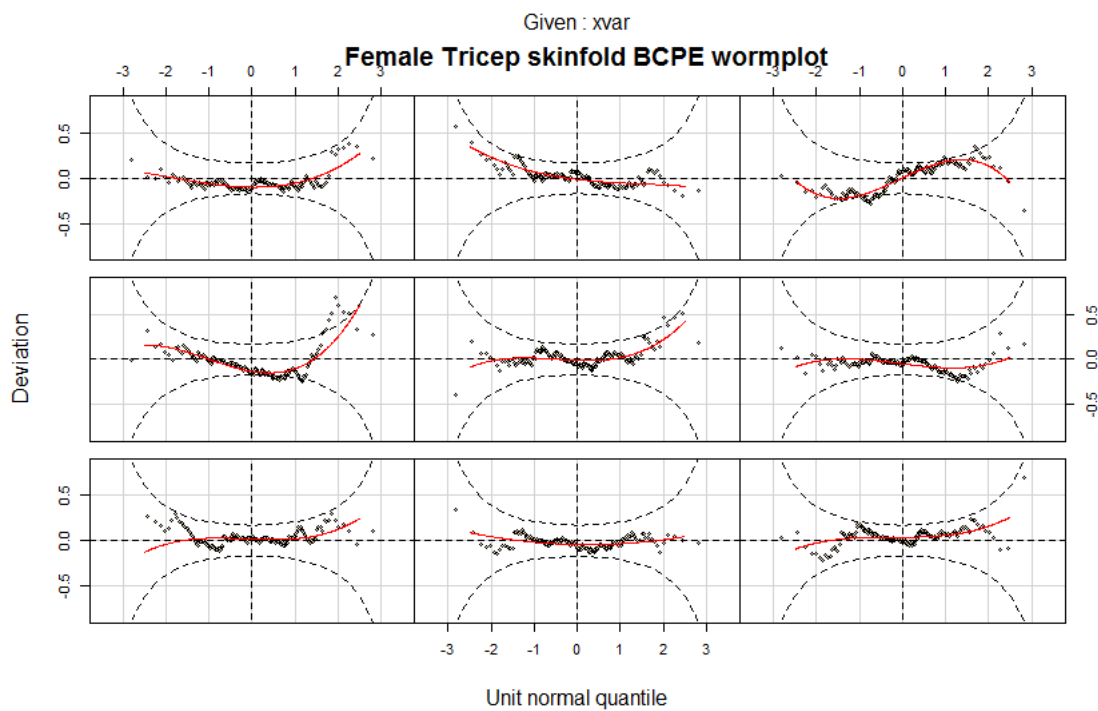 Given : xvar
Female Tricep skinfold BCPE wormplot
-3 -2 -1 0 1 2 3 -3 -2 -1 0 1 2 3
0.5
0.0
-0.5
0.5
0.0
-0.5
Deviation
0.5
0.0
-0.5
-3 -2 -1 0 1 2 3
Unit normal quantile